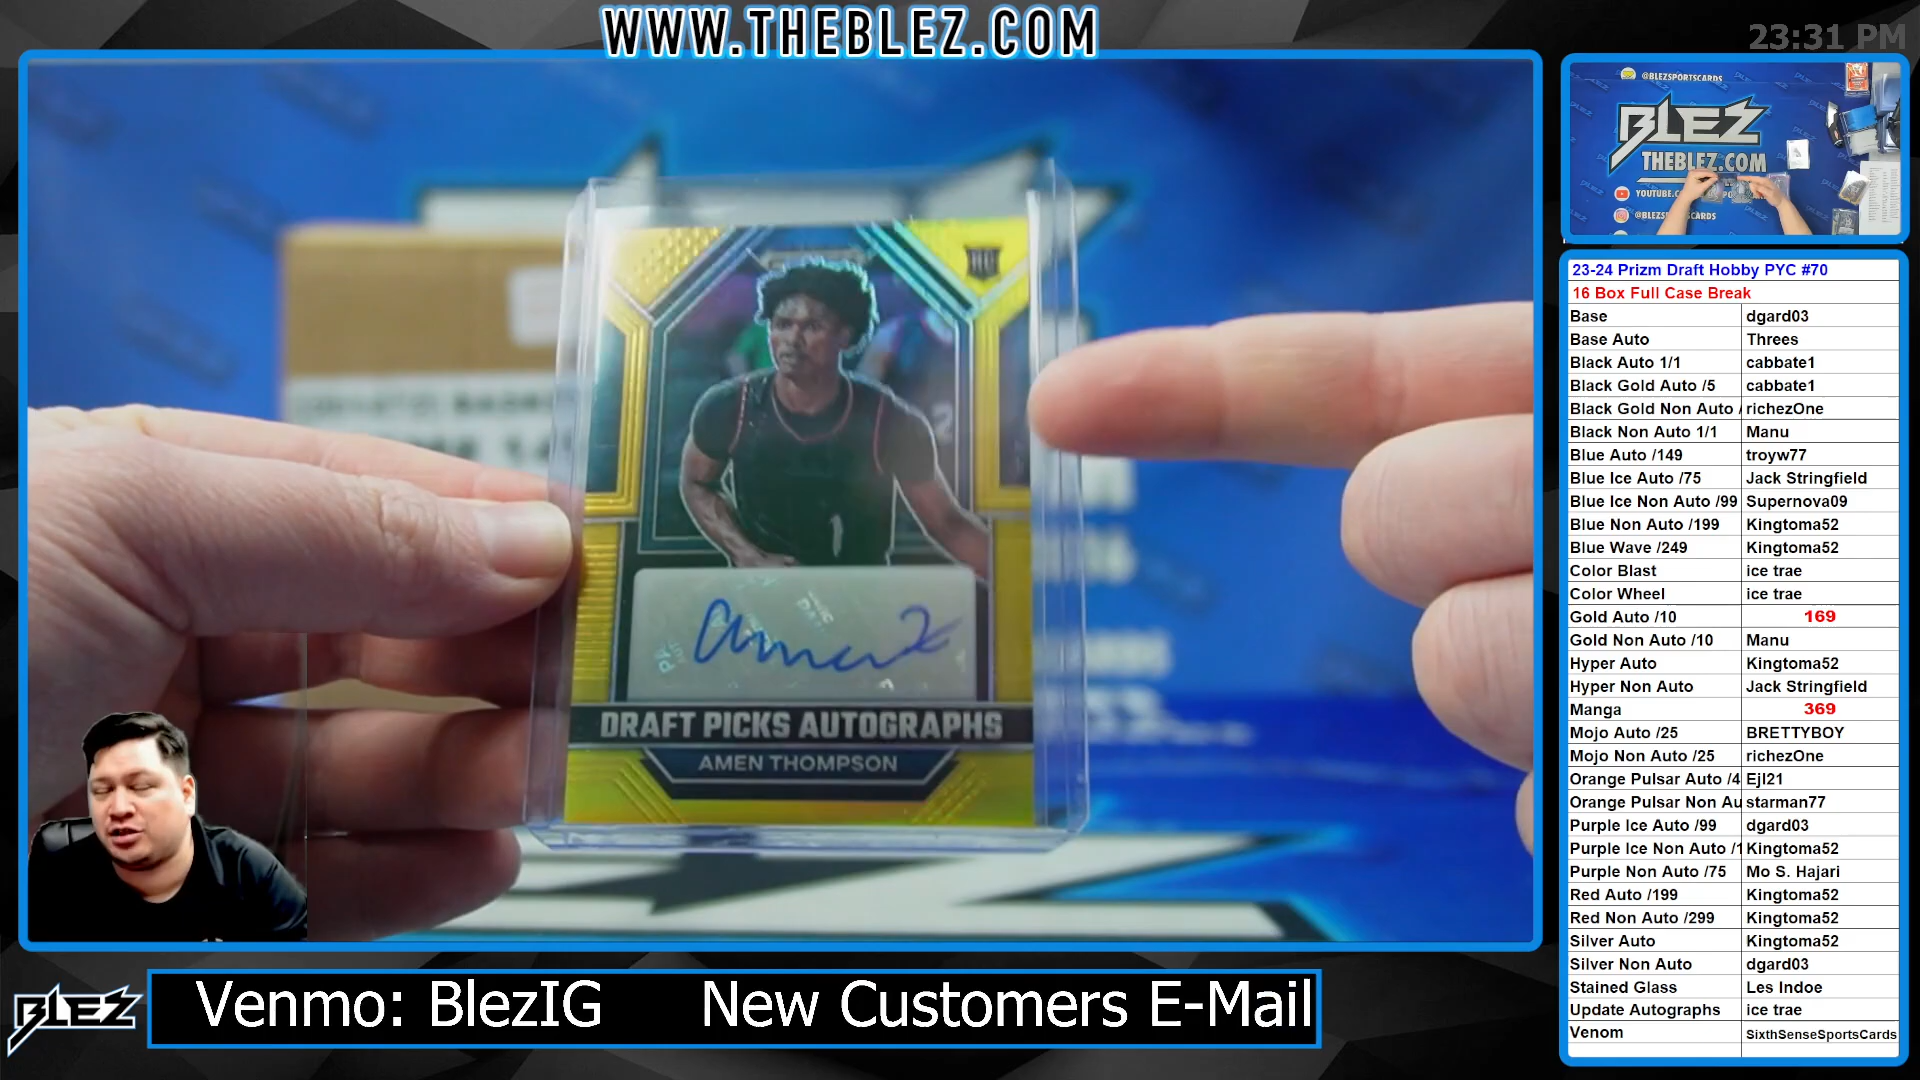 WWW.THEBLEZ.COM
23:31 PM
@BLEZSPORTSCARDS
BLEZ
THEBLEZ.COM
23-24 Prizm Draft Hobby PYC #70
16 Box Full Case Break
Base dgard03
Base Auto Threes
Black Auto 1/1 cabbate1
Black Gold Auto /5 cabbate1
Black Gold Non Auto / richezOne
Black Non Auto 1/1 Manu
Blue Auto /149 troyw77
Blue Ice Auto /75 Jack Stringfield
Blue Ice Non Auto /99 Supernova09
Blue Non Auto /199 Kingtoma52
Blue Wave /249 Kingtoma52
Color Blast ice trae
Color Wheel ice trae
Gold Auto /10 169
Gold Non Auto /10 Manu
Hyper Auto Kingtoma52
Hyper Non Auto Jack Stringfield
Manga 369
Mojo Auto /25 BRETTYBOY
Mojo Non Auto /25 richezOne
Orange Pulsar Auto /4 Ejl21
Orange Pulsar Non Au starman77
Purple Ice Auto /99 dgard03
Purple Ice Non Auto /1 Kingtoma52
Purple Non Auto /75 Mo S. Hajari
Red Auto /199 Kingtoma52
Red Non Auto /299 Kingtoma52
Silver Auto Kingtoma52
Silver Non Auto dgard03
Stained Glass Les Indoe
Update Autographs ice trae
Venom SixthSenseSportsCards
RC
1
DRAFT PICKS AUTOGRAPHS
AMEN THOMPSON
BLEZ
Venmo: BlezIG New Customers E-Mail